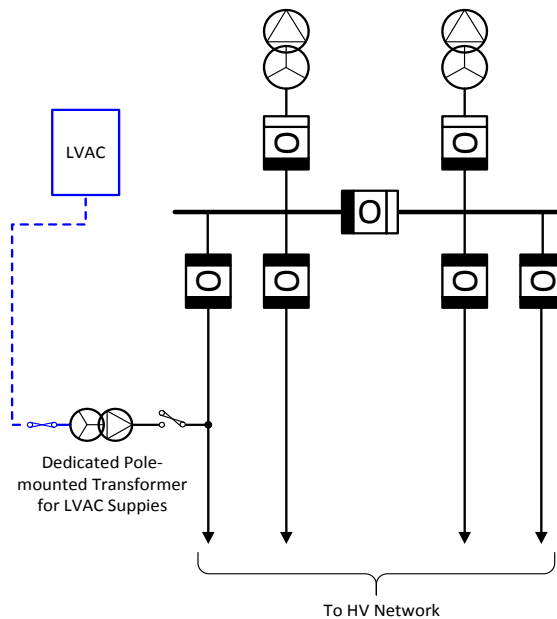 LVAC
O
O
O
O
O
O
O
Dedicated Pole-
mounted Transformer
for LVAC Suppies
To HV Network